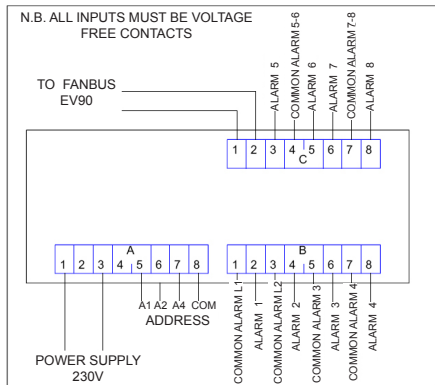 N.B. ALL INPUTS MUST BE VOLTAGE
FREE CONTACTS
TO FANBUS
EV90
ALARM 5
COMMON ALARM 5-6
ALARM 6
ALARM 7
COMMON ALARM 7-8
ALARM 8
1 2 3 4 5 6 7 8
C
A
1 2 3 4 5 6 7 8
B
1 2 3 4 5 6 7 8
A1 A2 A4 COM
ADDRESS
POWER SUPPLY
230V
COMMON ALARM L1
ALARM 1
COMMON ALARM L2
ALARM 2
COMMON ALARM 3
ALARM 3
COMMON ALARM 4
ALARM 4